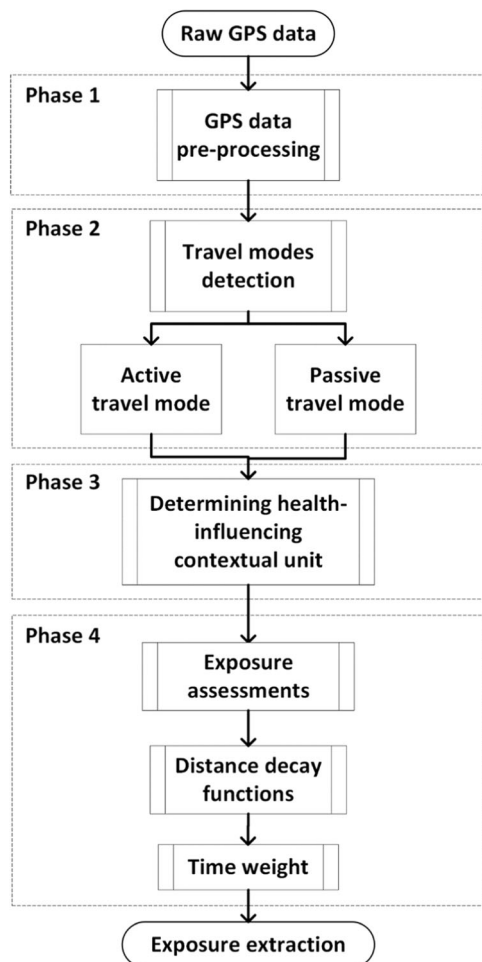 Raw GPS data
Phase 1
GPS data
pre-processing
Phase 2
Travel modes
detection
Active
travel mode
Passive
travel mode
Phase 3
Determining health-
influencing
contextual unit
Phase 4
Exposure
assessments
Distance decay
functions
Time weight
Exposure extraction